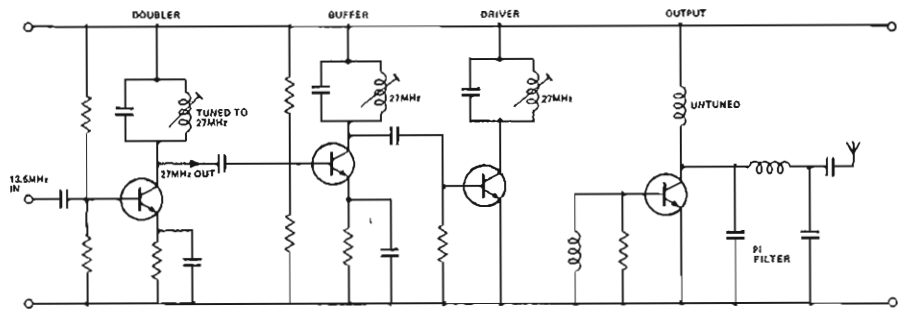 DOUBLER
BUFFER
DRIVER
OUTPUT
TUNED TO
27MHz
27MHz
27MHz
UNTUNED
13.5MHz
IN
27MHz OUT
PI
FILTER